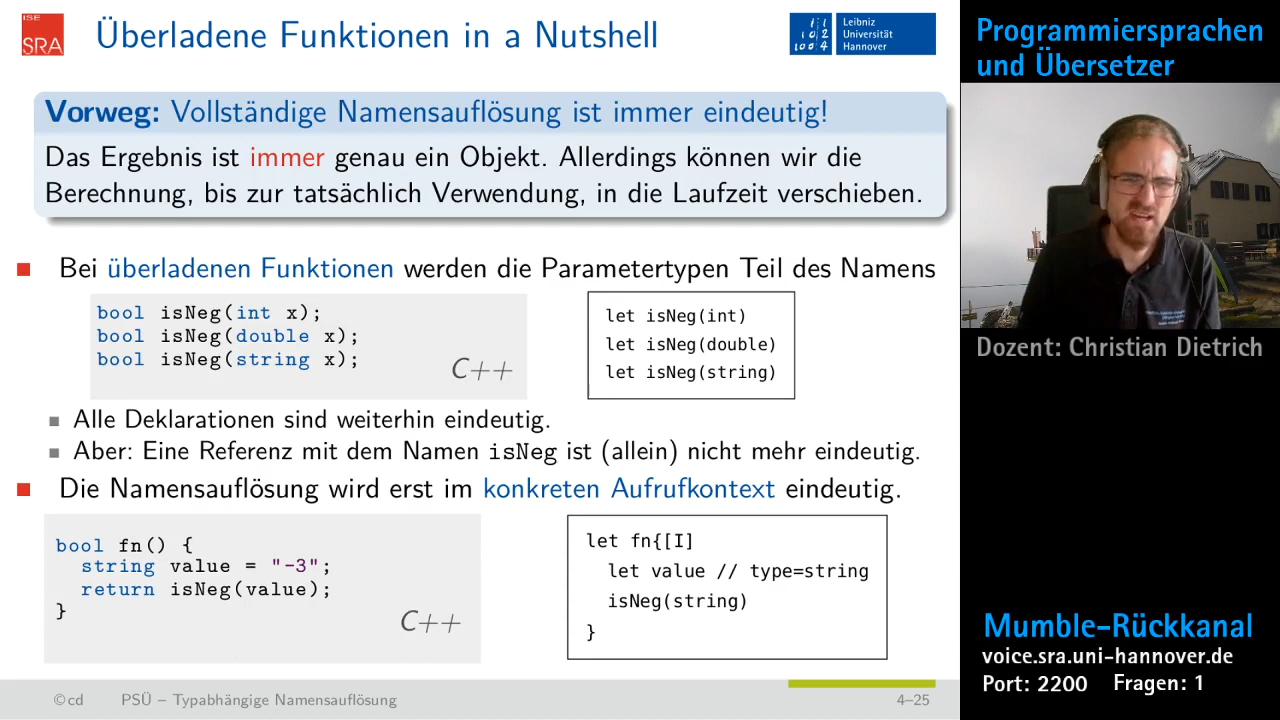 ISE
SRA
Überladene Funktionen in a Nutshell
Leibniz
Universität
Hannover
Vorweg: Vollständige Namensauflösung ist immer eindeutig!
Das Ergebnis ist immer genau ein Objekt. Allerdings können wir die
Berechnung, bis zur tatsächlich Verwendung, in die Laufzeit verschieben.
Bei überladenen Funktionen werden die Parametertypen Teil des Namens
bool isNeg(int x);
bool isNeg(double x);
bool isNeg(string x);
C++
let isNeg(int)
let isNeg(double)
let isNeg(string)
Alle Deklarationen sind weiterhin eindeutig.
Aber: Eine Referenz mit dem Namen isNeg ist (allein) nicht mehr eindeutig.
Die Namensauflösung wird erst im konkreten Aufrufkontext eindeutig.
bool fn() {
string value = "-3";
return isNeg(value);
}
C++
let fn{[I]
let value // type=string
isNeg(string)
}
©cd
PSÜ – Typabhängige Namensauflösung
4–25
Programmiersprachen
und Übersetzer
Dozent: Christian Dietrich
Mumble-Rückkanal
voice.sra.uni-hannover.de
Port: 2200 Fragen: 1